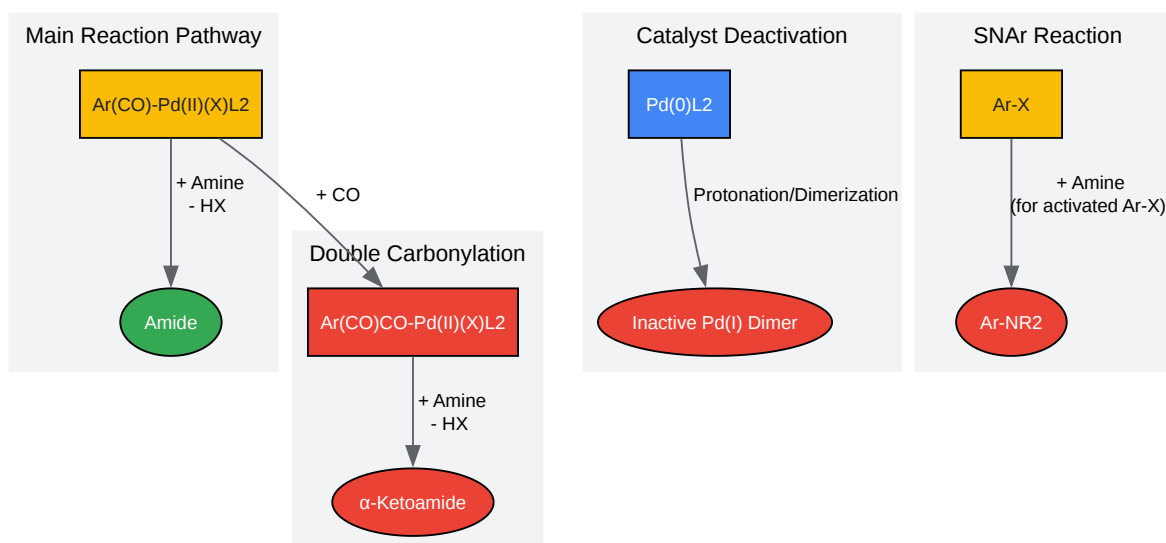 Main Reaction Pathway
Ar(CO)-Pd(II)(X)L2
+ Amine
- HX
Amide
+ CO
Double Carbonylation
Ar(CO)CO-Pd(II)(X)L2
+ Amine
- HX
α-Ketoamide
Catalyst Deactivation
Pd(0)L2
Protonation/Dimerization
Inactive Pd(I) Dimer
SNAr Reaction
Ar-X
+ Amine
(for activated Ar-X)
Ar-NR2